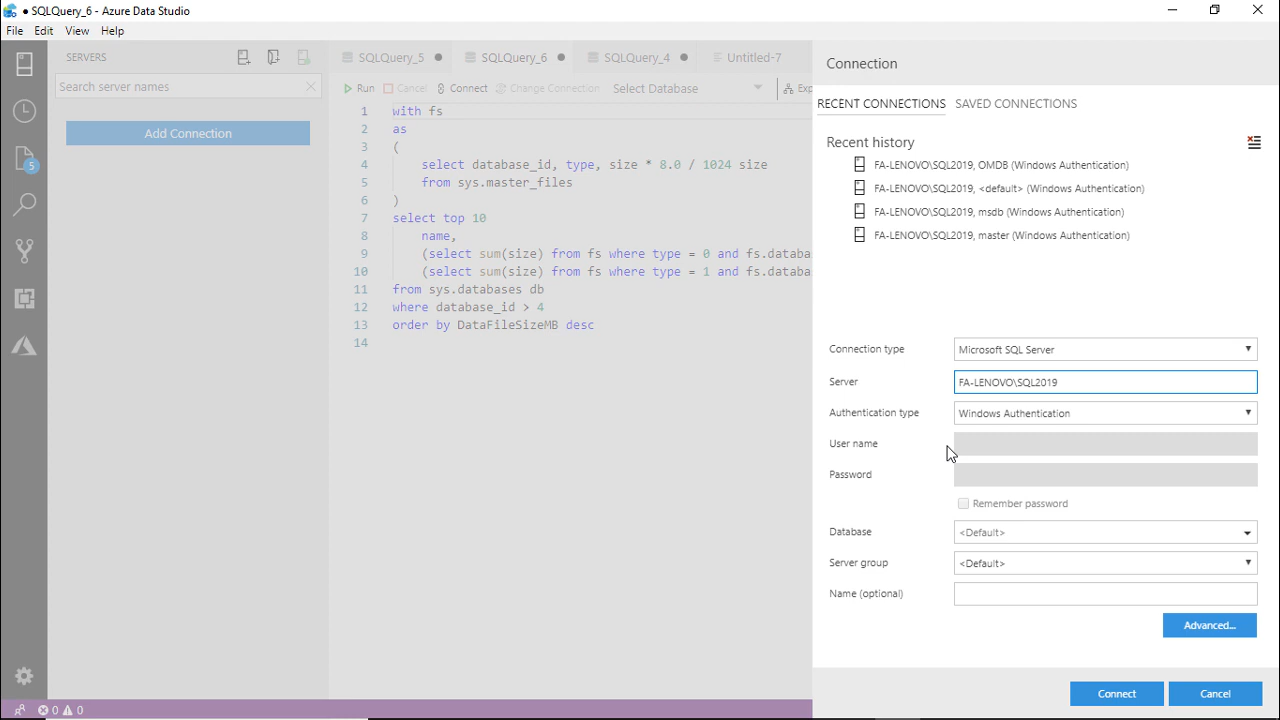 SQLQuery_6 - Azure Data Studio
File Edit View Help
SERVERS
Search server names
Add Connection
5
SQLQuery_5 SQLQuery_6 SQLQuery_4 Untitled-7
Run Cancel Connect Change Connection Select Database Exp
1 with fs
2 as
3 (
4 select database_id, type, size * 8.0 / 1024 size
5 from sys.master_files
6 )
7 select top 10
8 name,
9 (select sum(size) from fs where type = 0 and fs.databa
10 (select sum(size) from fs where type = 1 and fs.databa
11 from sys.databases db
12 where database_id > 4
13 order by DataFileSizeMB desc
14
Connection
RECENT CONNECTIONS SAVED CONNECTIONS
Recent history
FA-LENOVO\SQL2019, OMDB (Windows Authentication)
FA-LENOVO\SQL2019, <default> (Windows Authentication)
FA-LENOVO\SQL2019, msdb (Windows Authentication)
FA-LENOVO\SQL2019, master (Windows Authentication)
Connection type Microsoft SQL Server
Server FA-LENOVO\SQL2019
Authentication type Windows Authentication
User name
Password
Remember password
Database <Default>
Server group <Default>
Name (optional)
Advanced...
Connect Cancel
0 0